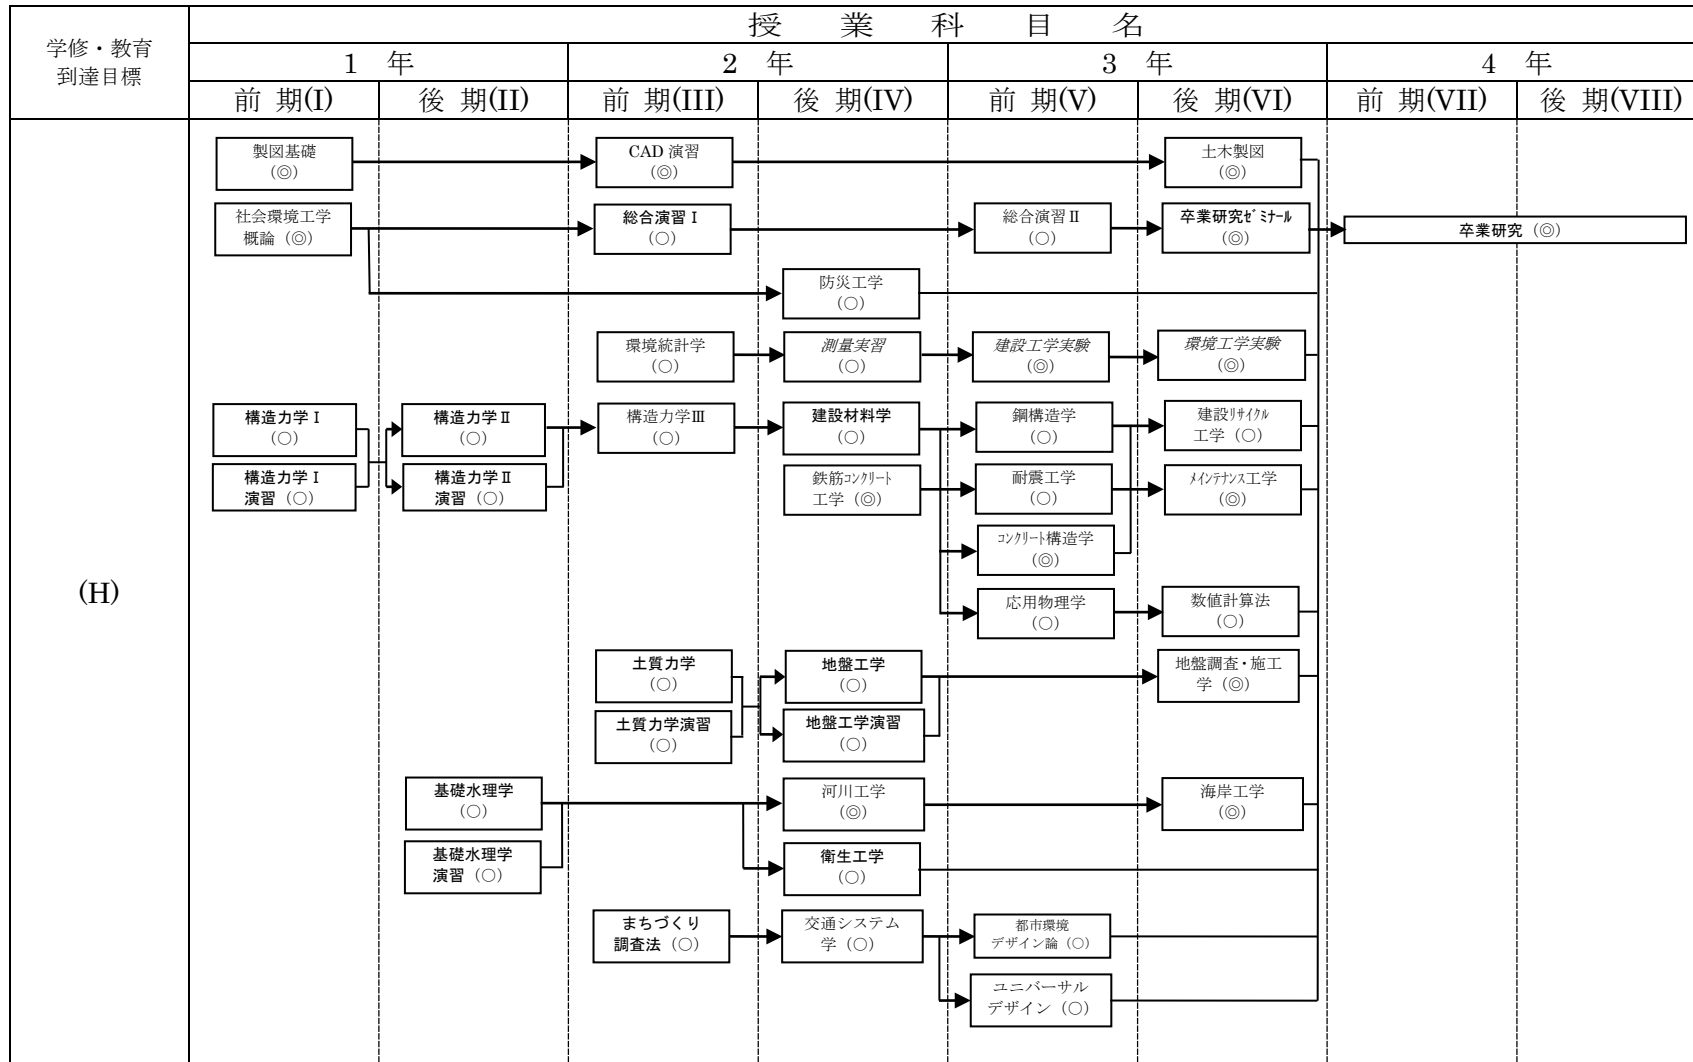 学修・教育
到達目標
授業科目名
1 年
2 年
3 年
4 年
前 期(I)
後 期(II)
前 期(III)
後 期(IV)
前 期(V)
後 期(VI)
前 期(VII)
後 期(VIII)
(H)
製図基礎
(◎)
CAD 演習
(◎)
土木製図
(◎)
社会環境工学
概論 (◎)
総合演習Ⅰ
(○)
総合演習Ⅱ
(○)
卒業研究ｾﾞﾐﾅｰﾙ
(◎)
卒業研究 (◎)
防災工学
(○)
環境統計学
(○)
測量実習
(○)
建設工学実験
(◎)
環境工学実験
(◎)
構造力学Ⅰ
(○)
構造力学Ⅱ
(○)
構造力学Ⅲ
(○)
建設材料学
(○)
鋼構造学
(○)
建設ﾘｻｲｸﾙ
工学 (○)
構造力学Ⅰ
演習 (○)
構造力学Ⅱ
演習 (○)
鉄筋ｺﾝｸﾘｰﾄ
工学 (◎)
耐震工学
(○)
ﾒｲﾝﾃﾅﾝｽ工学
(◎)
ｺﾝｸﾘｰﾄ構造学
(◎)
応用物理学
(○)
数値計算法
(○)
土質力学
(○)
地盤工学
(○)
地盤調査・施工
学 (◎)
土質力学演習
(○)
地盤工学演習
(○)
基礎水理学
(○)
河川工学
(◎)
海岸工学
(◎)
基礎水理学
演習 (○)
衛生工学
(○)
まちづくり
調査法 (○)
交通システム
学 (○)
都市環境
デザイン論 (○)
ユニバーサル
デザイン (○)